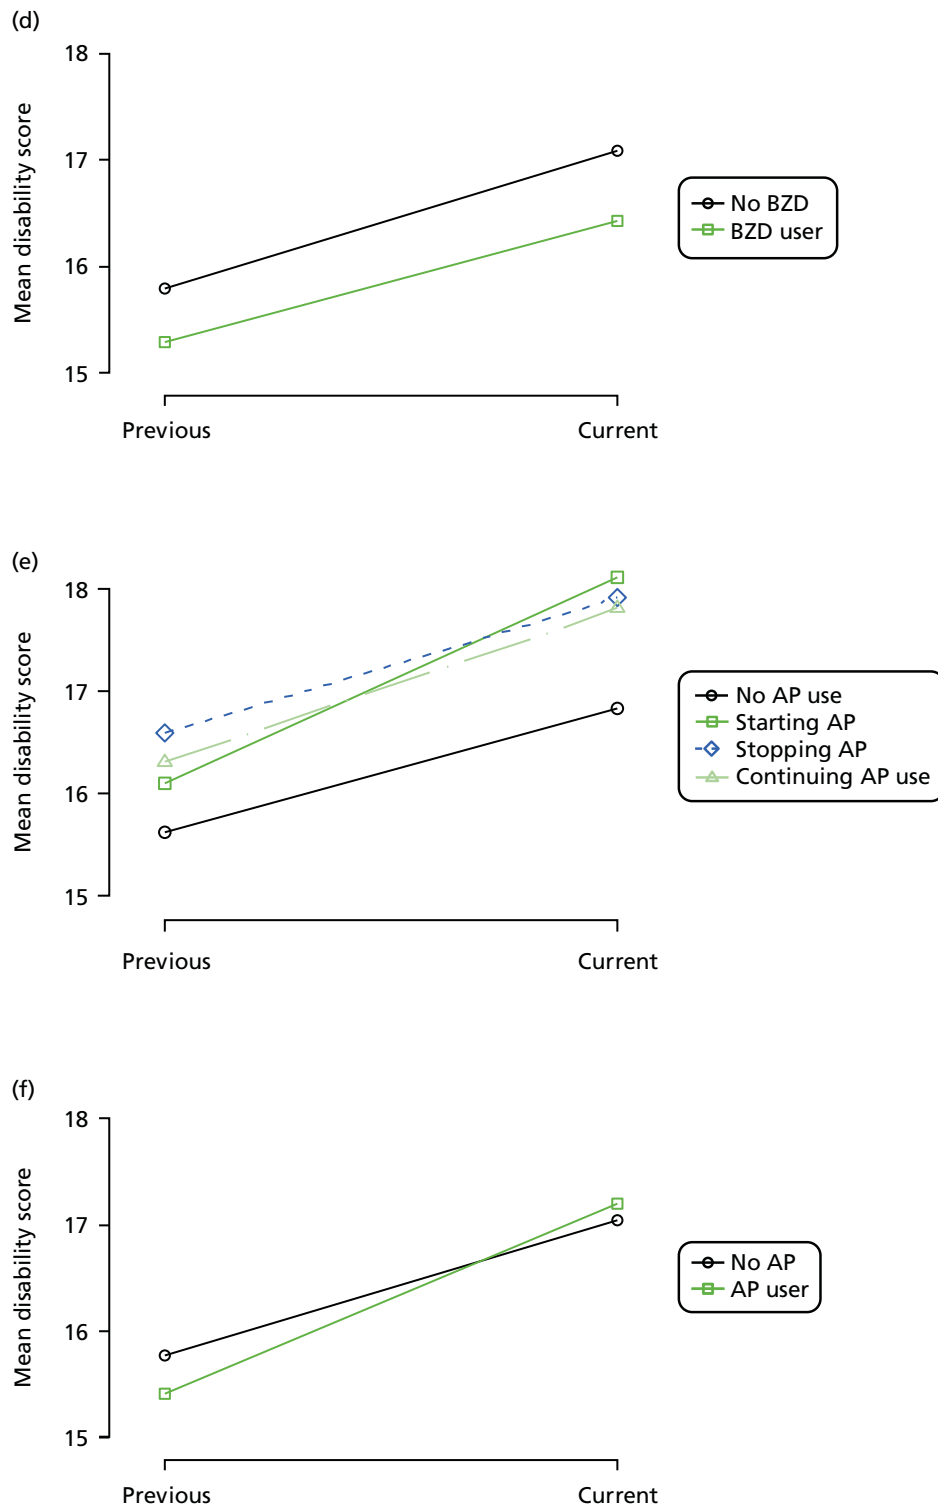 (d)
18
17
16
15
Mean disability score
Previous
Current
No BZD
BZD user
(e)
18
17
16
15
Mean disability score
Previous
Current
No AP use
Starting AP
Stopping AP
Continuing AP use
(f)
18
17
16
15
Mean disability score
Previous
Current
No AP
AP user